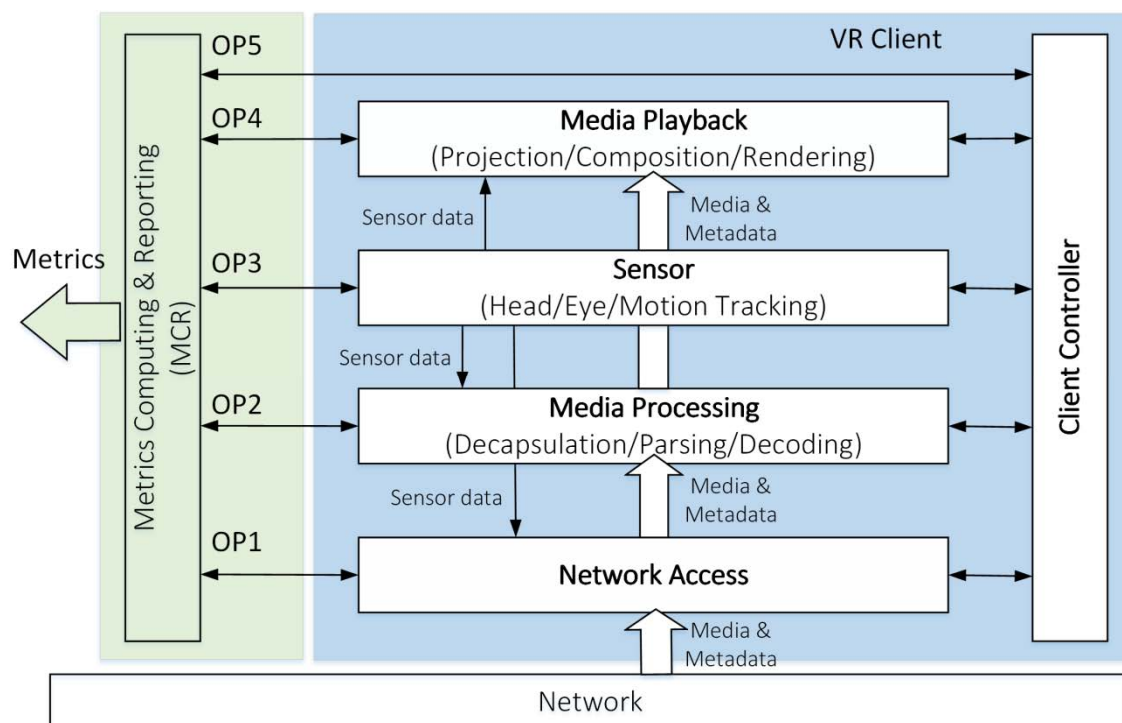 OP5
VR Client
OP4
Media Playback
(Projection/Composition/Rendering)
Sensor data
Media &
Metadata
Metrics
OP3
Sensor
(Head/Eye/Motion Tracking)
Sensor data
Metrics Computing & Reporting
(MCR)
OP2
Media Processing
(Decapsulation/Parsing/Decoding)
Client Controller
Sensor data
Media &
Metadata
OP1
Network Access
Media &
Metadata
Network